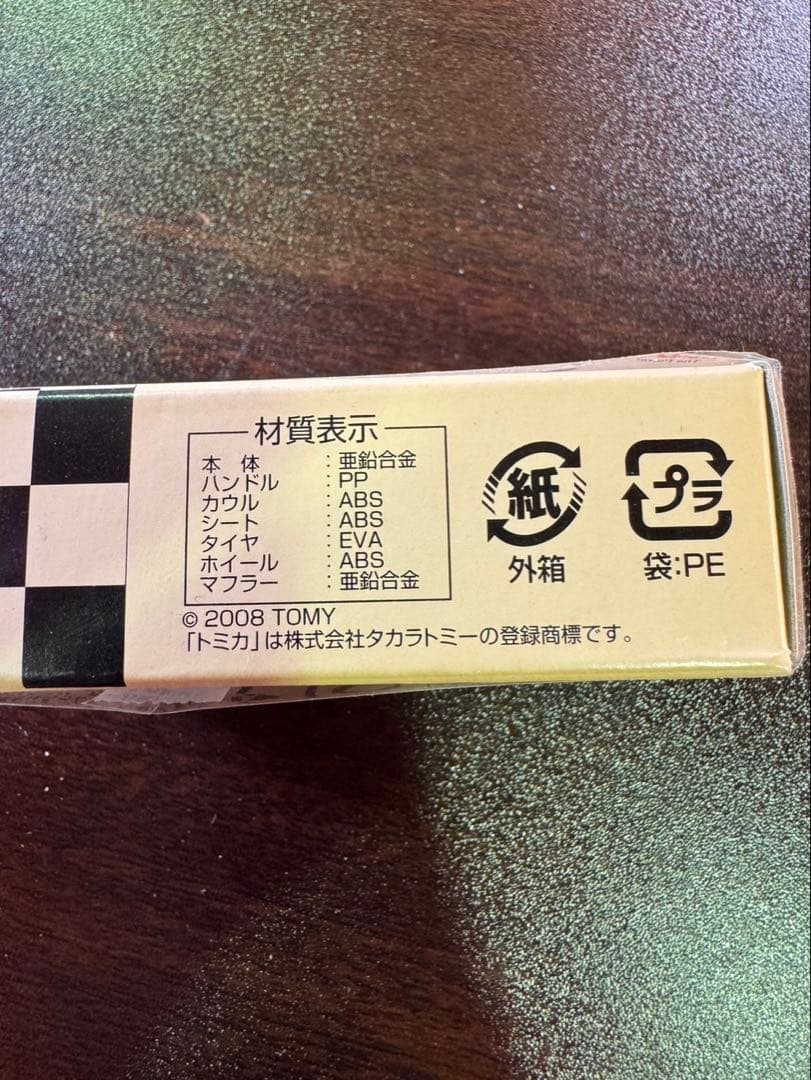 材質表示
本 体 : 亜鉛合金
ハンドル : PP
カウル : ABS
シート : ABS
タイヤ : EVA
ホイール : ABS
マフラー : 亜鉛合金
紙
外箱
プラ
袋:PE
© 2008 TOMY
「トミカ」は株式会社タカラトミーの登録商標です。